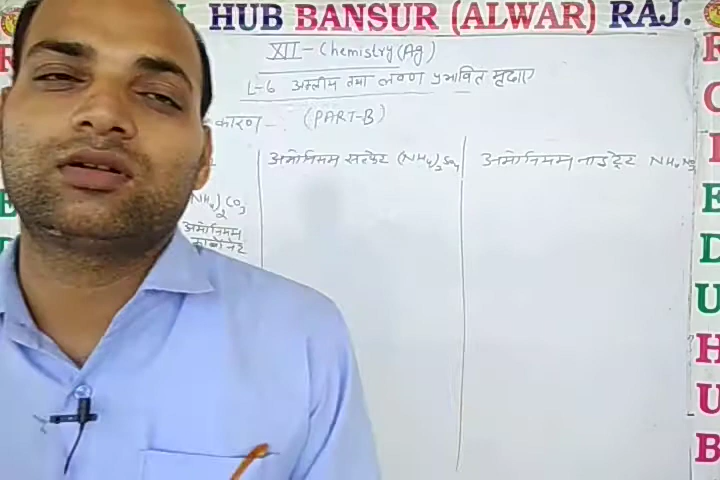 L HUB BANSUR (ALWAR) RAJ.
XII - Chemistry (Ag)
L-6 अम्लीय तथा लवण प्रभावित मृदाए
कारण - (PART-B)
अमोनियम सल्फेट (NH4)2SO4
अमोनियम नाइट्रेट NH4NO3
NH4)2CO3
अमोनियम
कार्बोनेट
E D U H U B